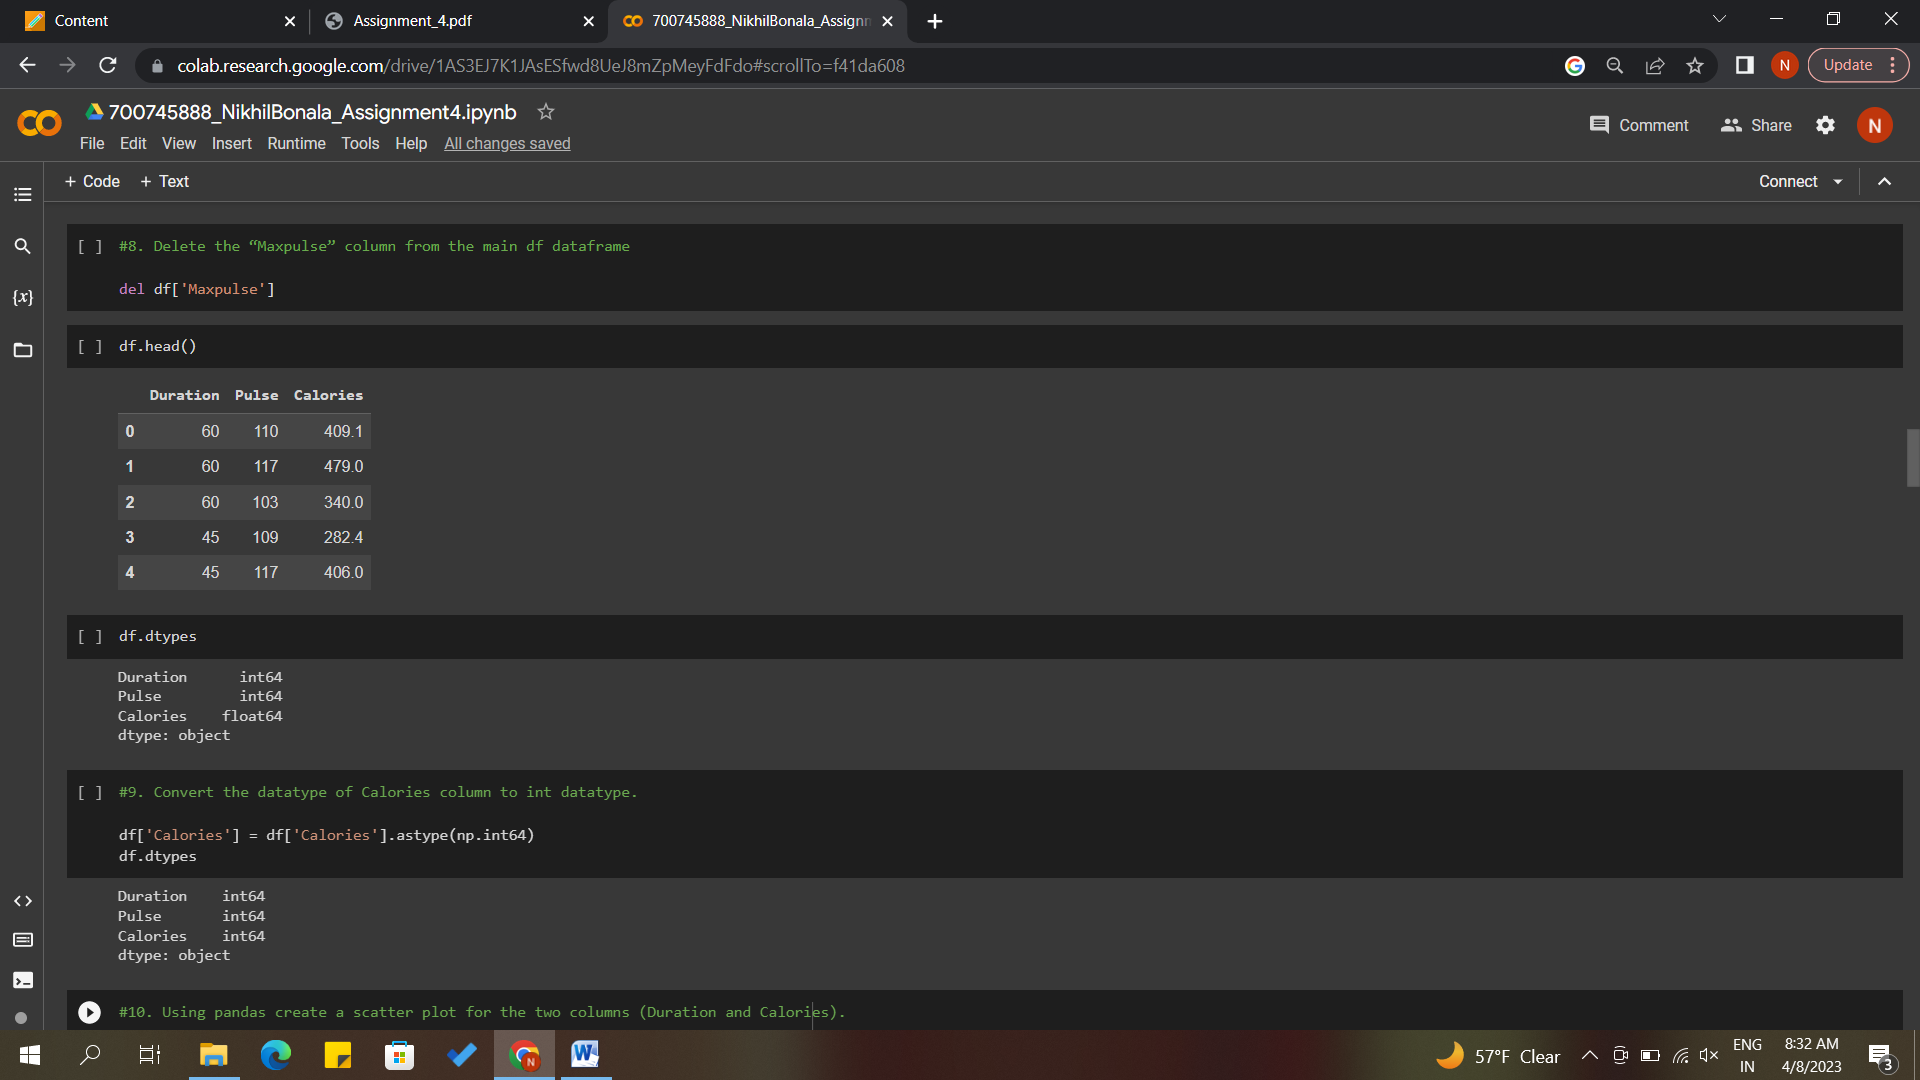 Content
Assignment_4.pdf
700745888_NikhilBonala_Assignm
colab.research.google.com/drive/1AS3EJ7K1JAsESfwd8UeJ8mZpMeyFdFdo#scrollTo=f41da608
N
Update
700745888_NikhilBonala_Assignment4.ipynb
File Edit View Insert Runtime Tools Help All changes saved
Comment
Share
N
+ Code + Text
Connect
[ ] #8. Delete the “Maxpulse” column from the main df dataframe
del df['Maxpulse']
[ ] df.head()
Duration Pulse Calories
0 60 110 409.1
1 60 117 479.0
2 60 103 340.0
3 45 109 282.4
4 45 117 406.0
[ ] df.dtypes
Duration int64
Pulse int64
Calories float64
dtype: object
[ ] #9. Convert the datatype of Calories column to int datatype.
df['Calories'] = df['Calories'].astype(np.int64)
df.dtypes
Duration int64
Pulse int64
Calories int64
dtype: object
#10. Using pandas create a scatter plot for the two columns (Duration and Calories).
{x}
N
W
57°F Clear
ENG
IN
8:32 AM
4/8/2023
3